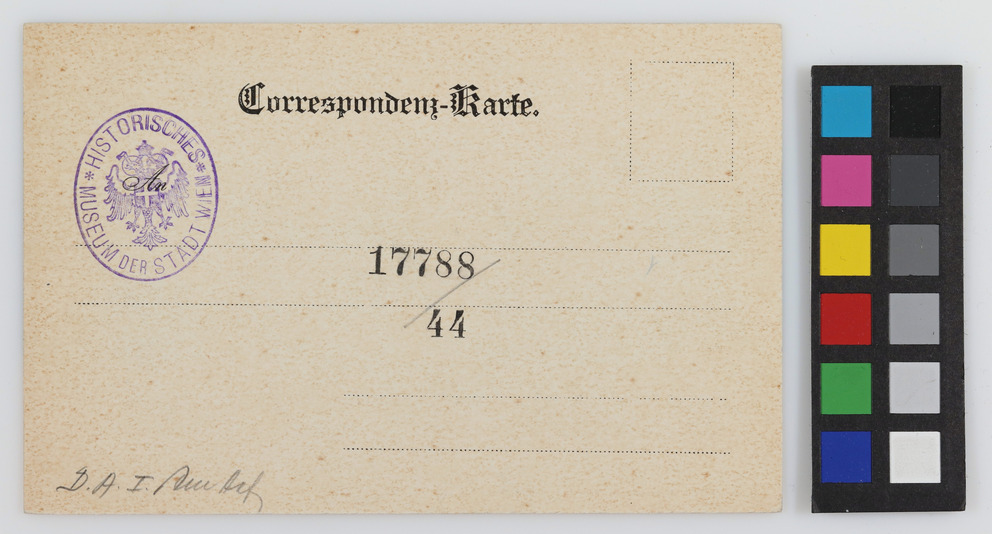 Correspondenz-Karte.
* HISTORISCHES *
MUSEUM DER STADT WIEN
An
17788
44
D. A. I.